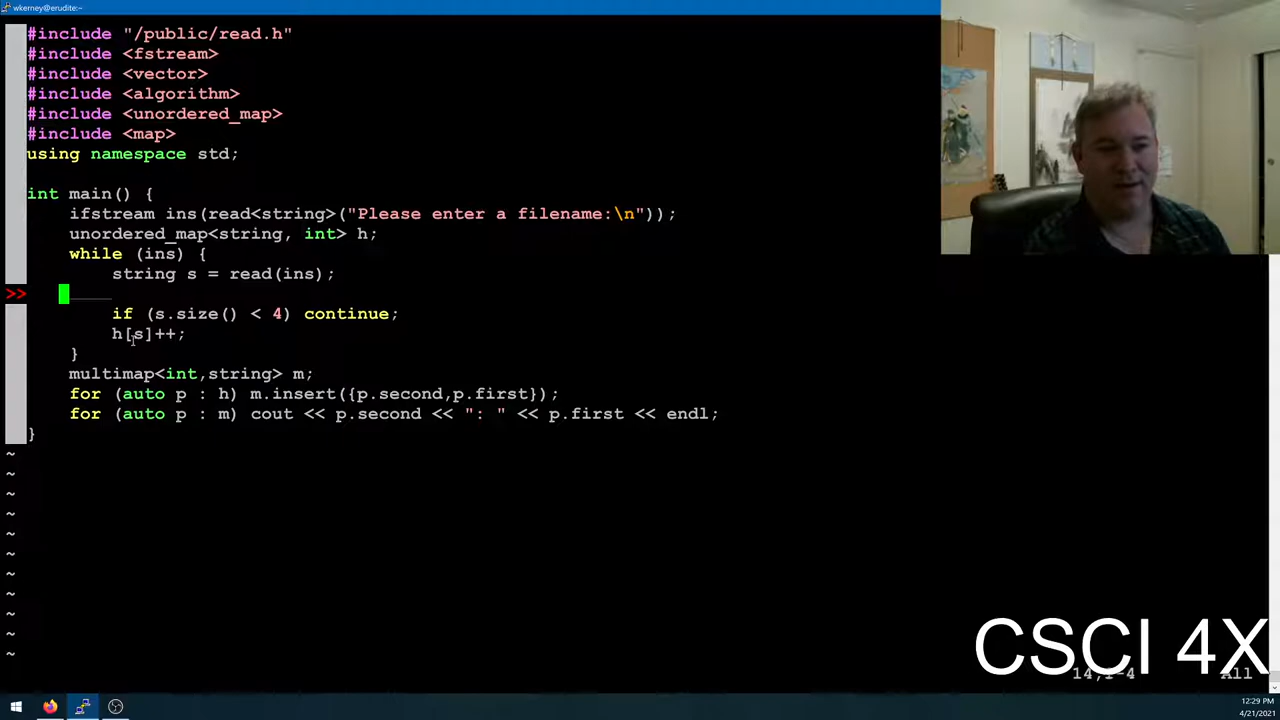 wkerney@erudite:~
#include "/public/read.h"
#include <fstream>
#include <vector>
#include <algorithm>
#include <unordered_map>
#include <map>
using namespace std;
int main() {
ifstream ins(read<string>("Please enter a filename:\n"));
unordered_map<string, int> h;
while (ins) {
string s = read(ins);
>>
if (s.size() < 4) continue;
h[s]++;
}
multimap<int,string> m;
for (auto p : h) m.insert({p.second,p.first});
for (auto p : m) cout << p.second << ": " << p.first << endl;
}
~
~
~
~
~
~
~
~
~
~
~
CSCI 4X
14,1-4 All
12:29 PM
4/21/2021